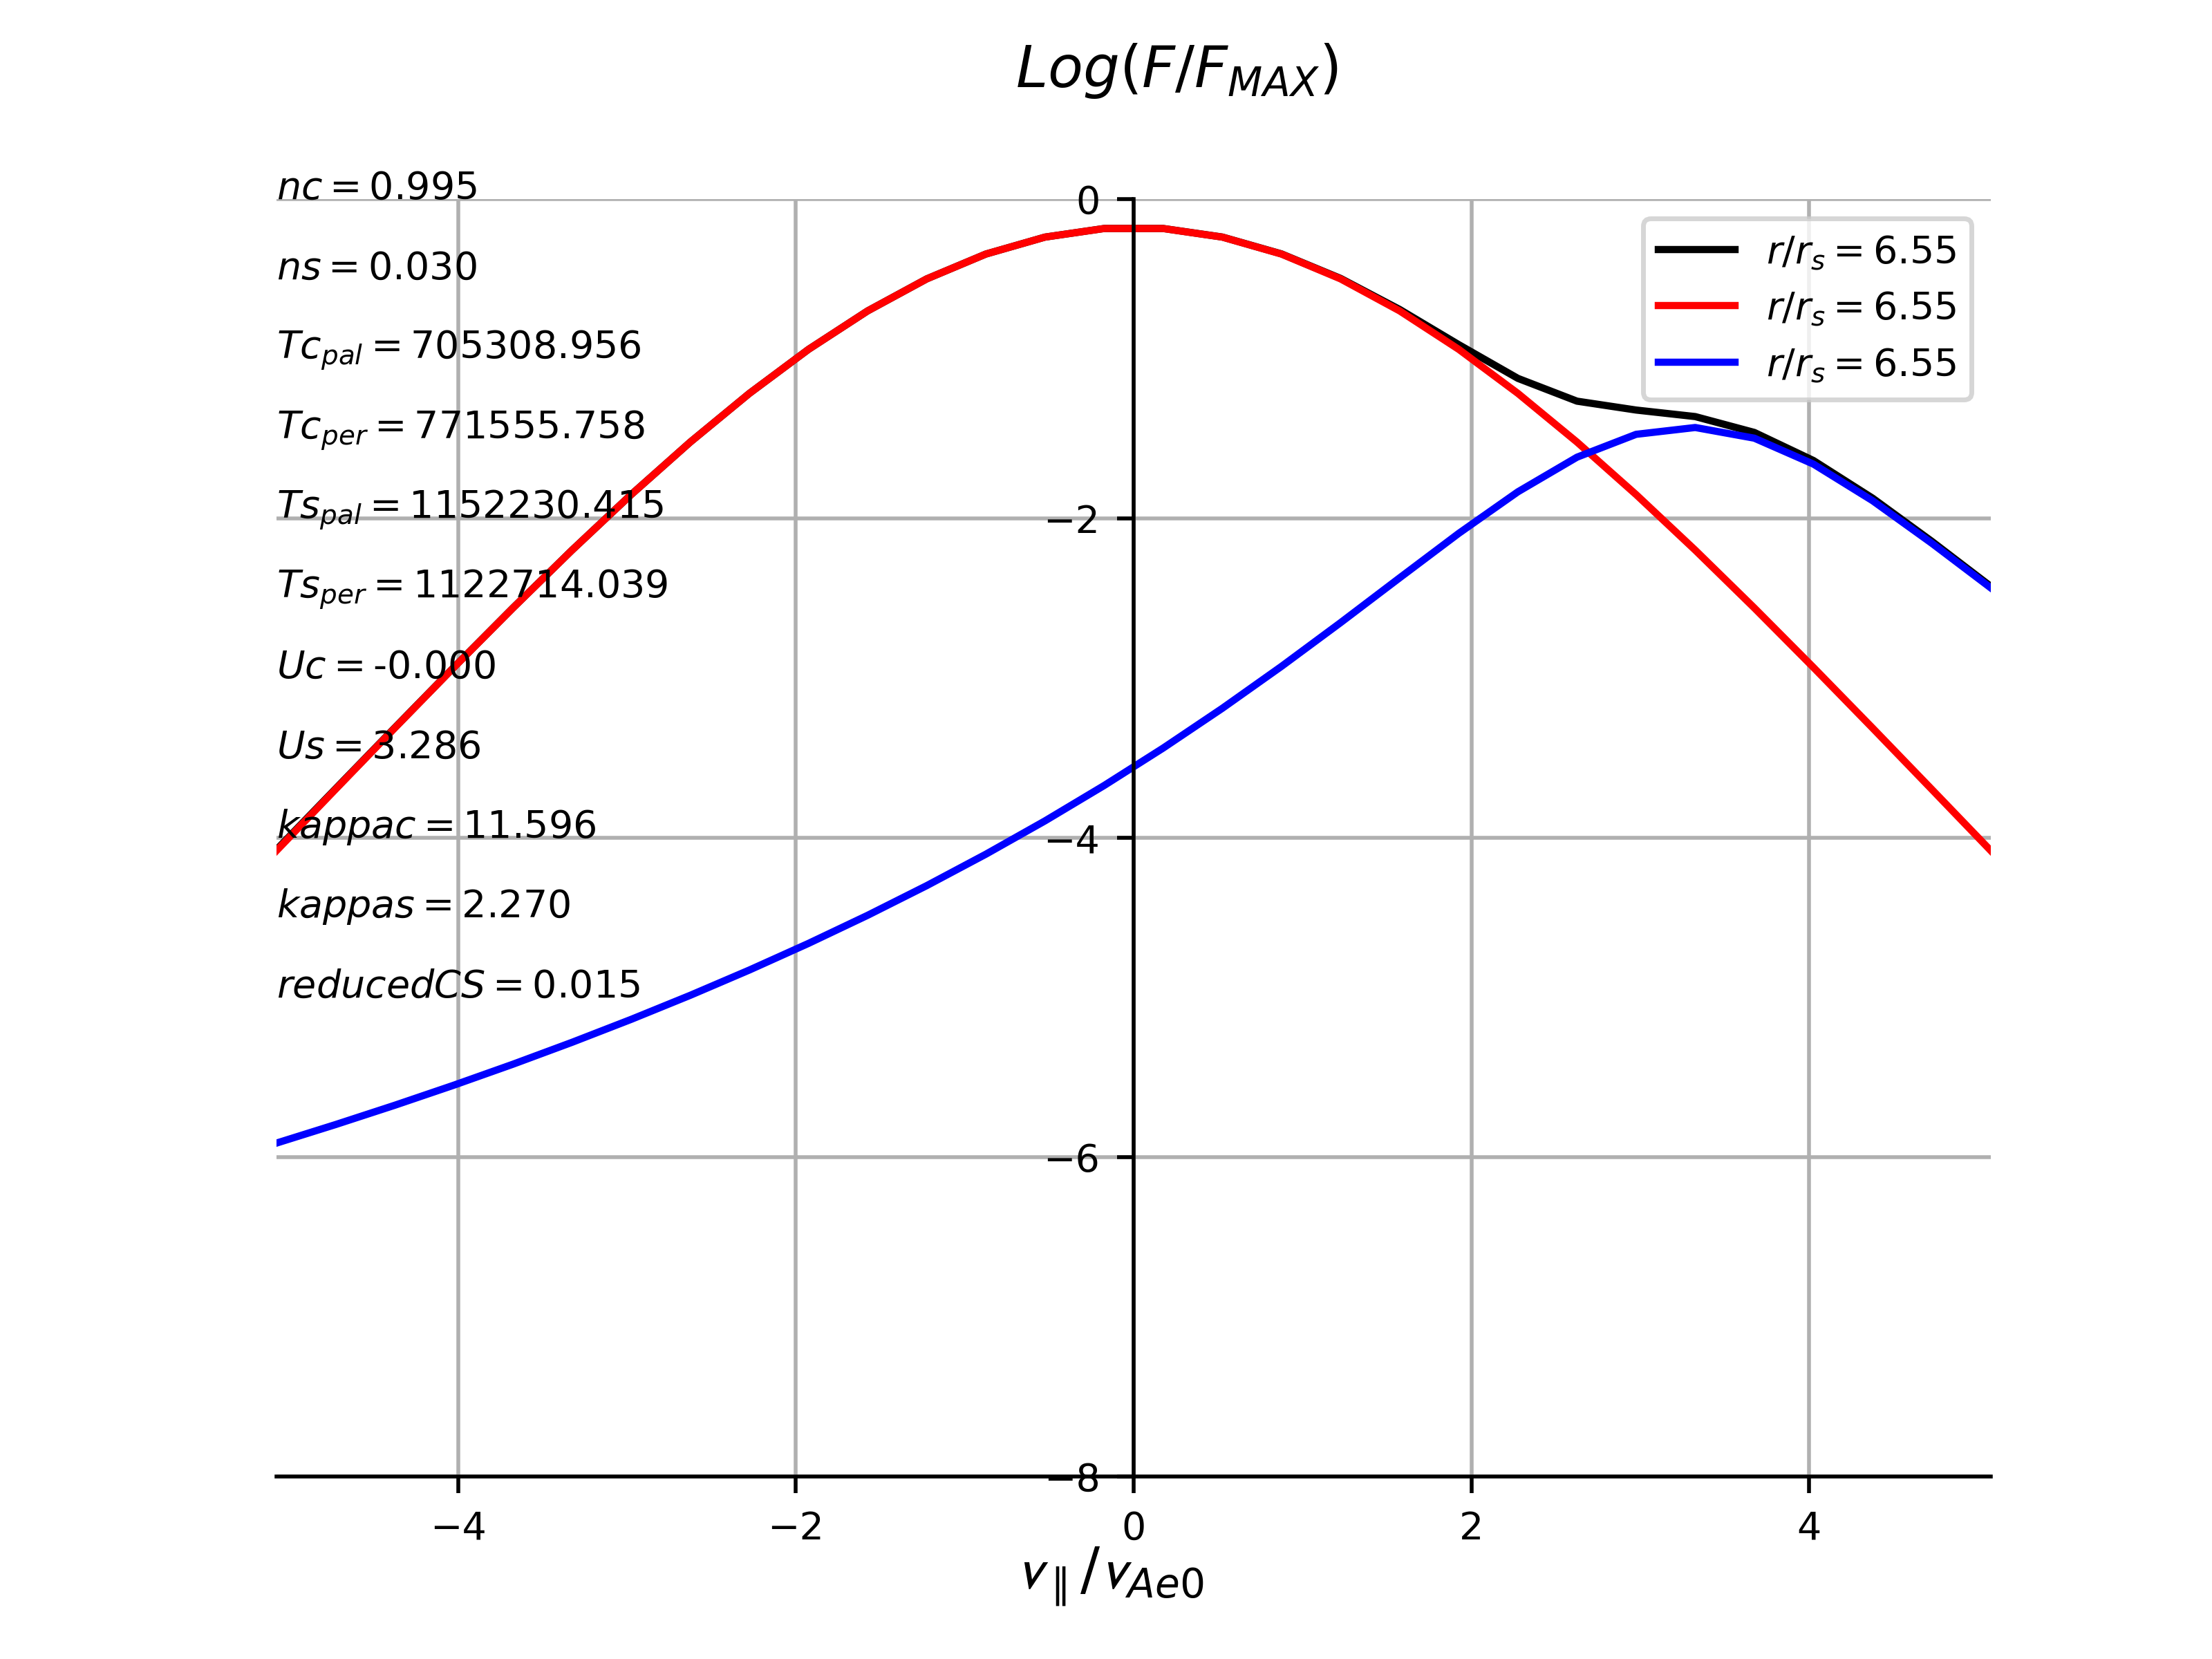 Log(F/F_MAX)
nc = 0.995
ns = 0.030
Tc_pal = 705308.956
Tc_per = 771555.758
Ts_pal = 1152230.415
Ts_per = 1122714.039
Uc = -0.000
Us = 3.286
kappac = 11.596
kappas = 2.270
reducedCS = 0.015
r/r_s = 6.55
r/r_s = 6.55
r/r_s = 6.55
0
−2
−4
−6
−8
−4 −2 0 2 4
v_∥/v_Ae0